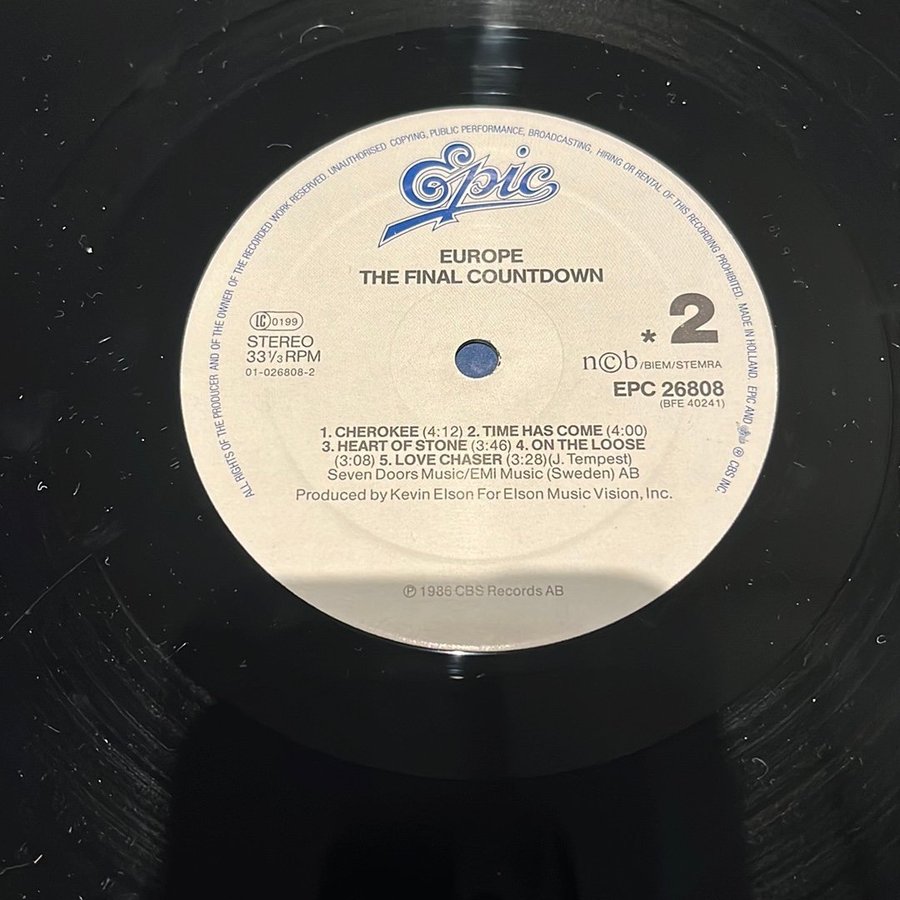 ALL RIGHTS OF THE PRODUCER AND OF THE OWNER OF THE RECORDED WORK RESERVED. UNAUTHORISED COPYING, PUBLIC PERFORMANCE, BROADCASTING, HIRING OR RENTAL OF THIS RECORDING PROHIBITED. MADE IN HOLLAND. EPIC AND ℗ CBS INC.
Epic
EUROPE
THE FINAL COUNTDOWN
LC 0199
STEREO
33 1/3 RPM
01-026808-2
* 2
n©b/BIEM/STEMRA
EPC 26808
(BFE 40241)
1. CHEROKEE (4:12) 2. TIME HAS COME (4:00)
3. HEART OF STONE (3:46) 4. ON THE LOOSE
(3:08) 5. LOVE CHASER (3:28)(J. Tempest)
Seven Doors Music/EMI Music (Sweden) AB
Produced by Kevin Elson For Elson Music Vision, Inc.
℗ 1986 CBS Records AB